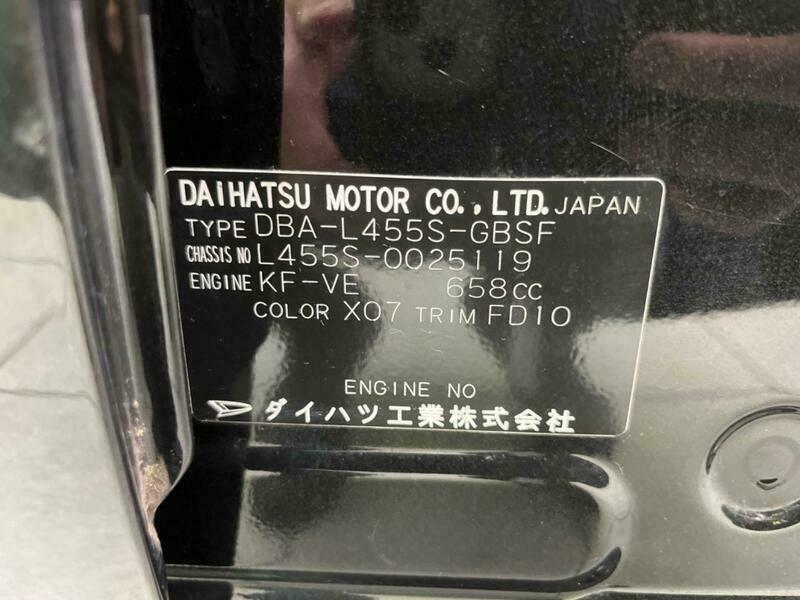 DAiHATSU MOTOR CO.,LTD. JAPAN
TYPE DBA-L455S-GBSF
CHASSIS NO L455S-0025119
ENGINE KF-VE 658CC
COLOR X07 TRIM FD10
ENGINE NO
ダイハツ工業株式会社